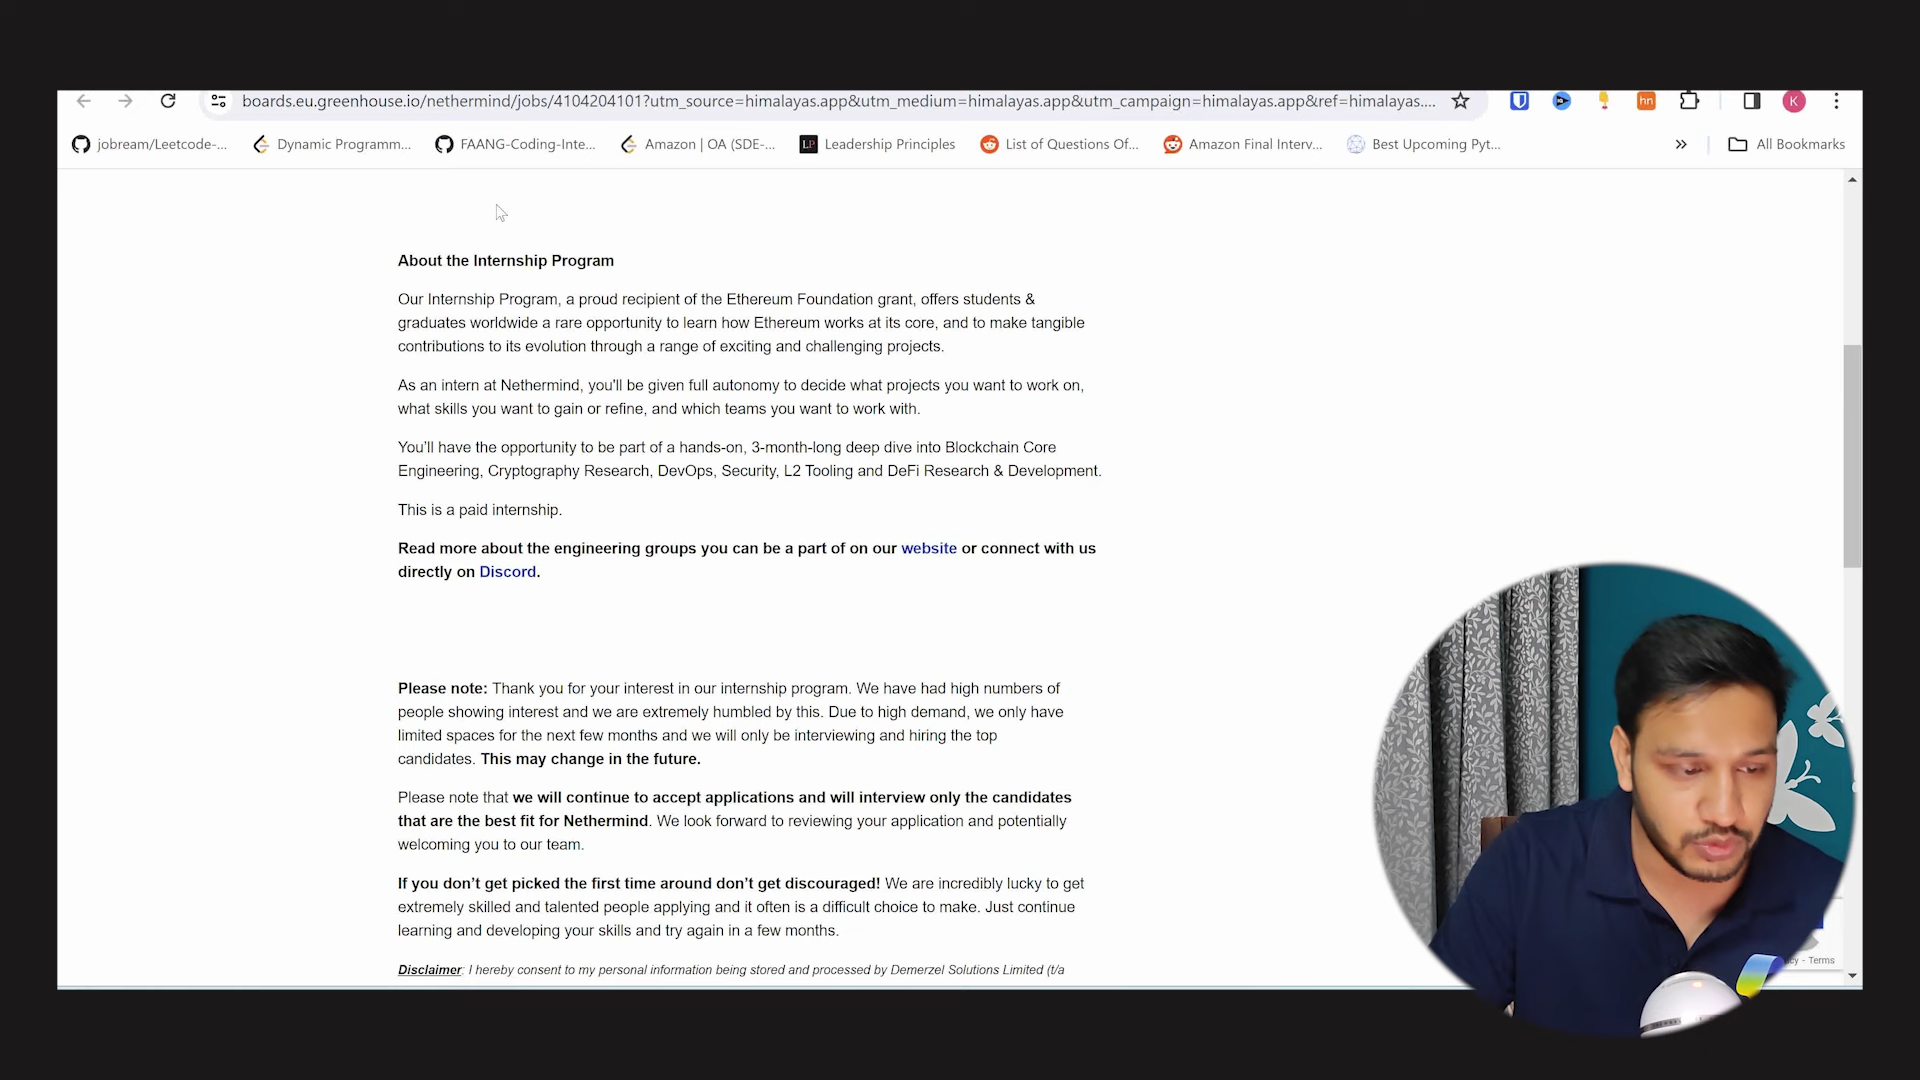 boards.eu.greenhouse.io/nethermind/jobs/4104204101?utm_source=himalayas.app&utm_medium=himalayas.app&utm_campaign=himalayas.app&ref=himalayas....
hn
K
jobream/Leetcode-...
Dynamic Programm...
FAANG-Coding-Inte...
Amazon | OA (SDE-...
LP
Leadership Principles
List of Questions Of...
Amazon Final Interv...
Best Upcoming Pyt...
»
All Bookmarks
About the Internship Program
Our Internship Program, a proud recipient of the Ethereum Foundation grant, offers students &
graduates worldwide a rare opportunity to learn how Ethereum works at its core, and to make tangible
contributions to its evolution through a range of exciting and challenging projects.
As an intern at Nethermind, you'll be given full autonomy to decide what projects you want to work on,
what skills you want to gain or refine, and which teams you want to work with.
You’ll have the opportunity to be part of a hands-on, 3-month-long deep dive into Blockchain Core
Engineering, Cryptography Research, DevOps, Security, L2 Tooling and DeFi Research & Development.
This is a paid internship.
Read more about the engineering groups you can be a part of on our website or connect with us
directly on Discord.
Please note: Thank you for your interest in our internship program. We have had high numbers of
people showing interest and we are extremely humbled by this. Due to high demand, we only have
limited spaces for the next few months and we will only be interviewing and hiring the top
candidates. This may change in the future.
Please note that we will continue to accept applications and will interview only the candidates
that are the best fit for Nethermind. We look forward to reviewing your application and potentially
welcoming you to our team.
If you don’t get picked the first time around don’t get discouraged! We are incredibly lucky to get
extremely skilled and talented people applying and it often is a difficult choice to make. Just continue
learning and developing your skills and try again in a few months.
Disclaimer: I hereby consent to my personal information being stored and processed by Demerzel Solutions Limited (t/a
cy - Terms